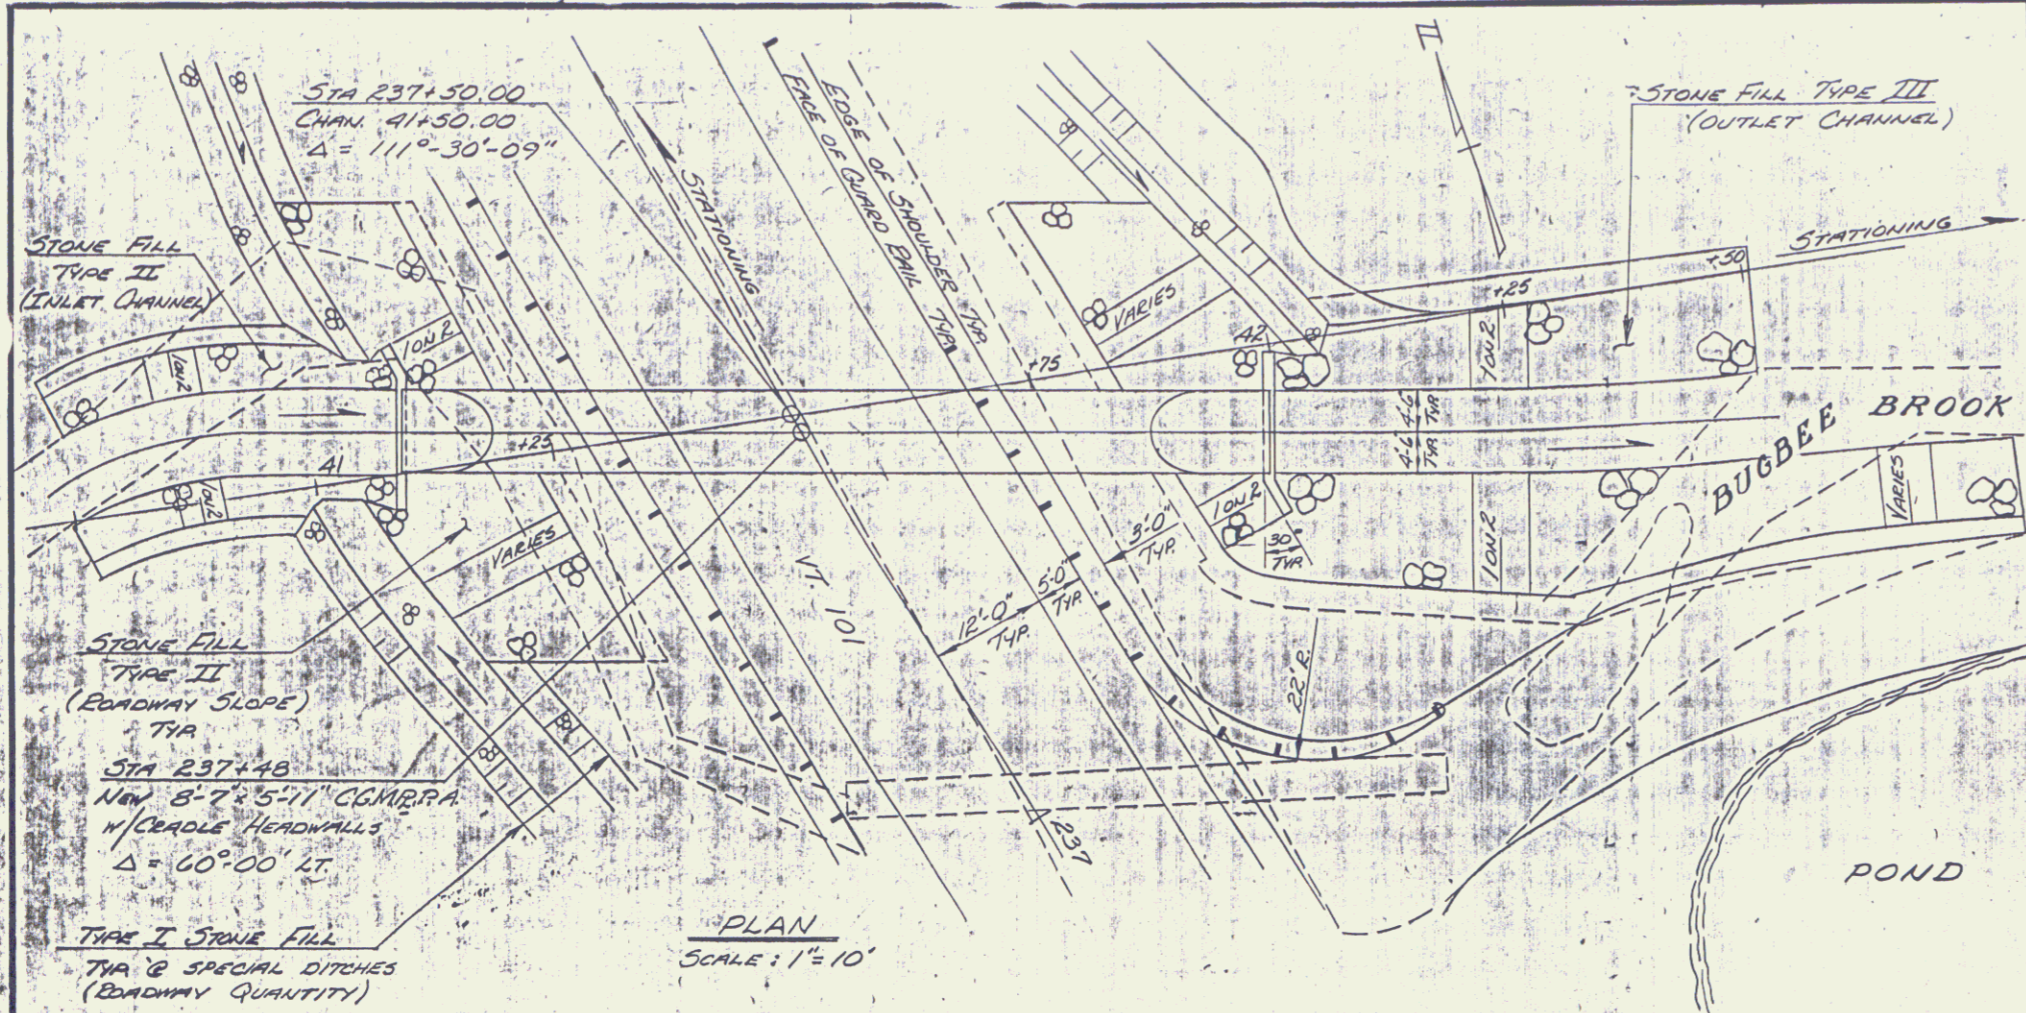 STA 237+50.00
CHAN. 41+50.00
Δ = 111°-30'-09"
STATIONING
FACE OF GUARD RAIL TYP.
EDGE OF SHOULDER TYP.
STONE FILL TYPE III
(OUTLET CHANNEL)
STATIONING
STONE FILL
TYPE II
(INLET CHANNEL)
VARIES
+50
+25
42
+75
1 ON 2
1 ON 2
1 ON 2
4'-6" 4'-6"
TYP. TYP.
BUGBEE BROOK
+25
41
1 ON 2
VARIES
VARIES
1 ON 2
30
TYP.
1 ON 2
3'-0"
TYP.
5'-0"
TYP.
12'-0"
TYP.
VT. 101
22' R.
STONE FILL
TYPE II
(ROADWAY SLOPE)
TYP.
STA 237+48
NEW 8'-7" x 5'-11" C.G.M.P.P.A.
W/CRADLE HEADWALLS
Δ = 60°-00' LT.
237
POND
TYPE I STONE FILL
TYP. @ SPECIAL DITCHES
(ROADWAY QUANTITY)
PLAN
SCALE: 1"=10'